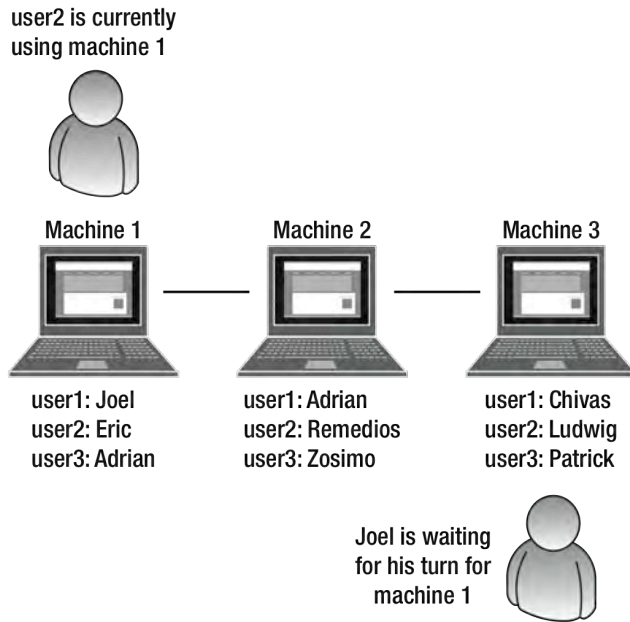 user2 is currently
using machine 1
Machine 1
Machine 2
Machine 3
user1: Joel
user2: Eric
user3: Adrian
user1: Adrian
user2: Remedios
user3: Zosimo
user1: Chivas
user2: Ludwig
user3: Patrick
Joel is waiting
for his turn for
machine 1